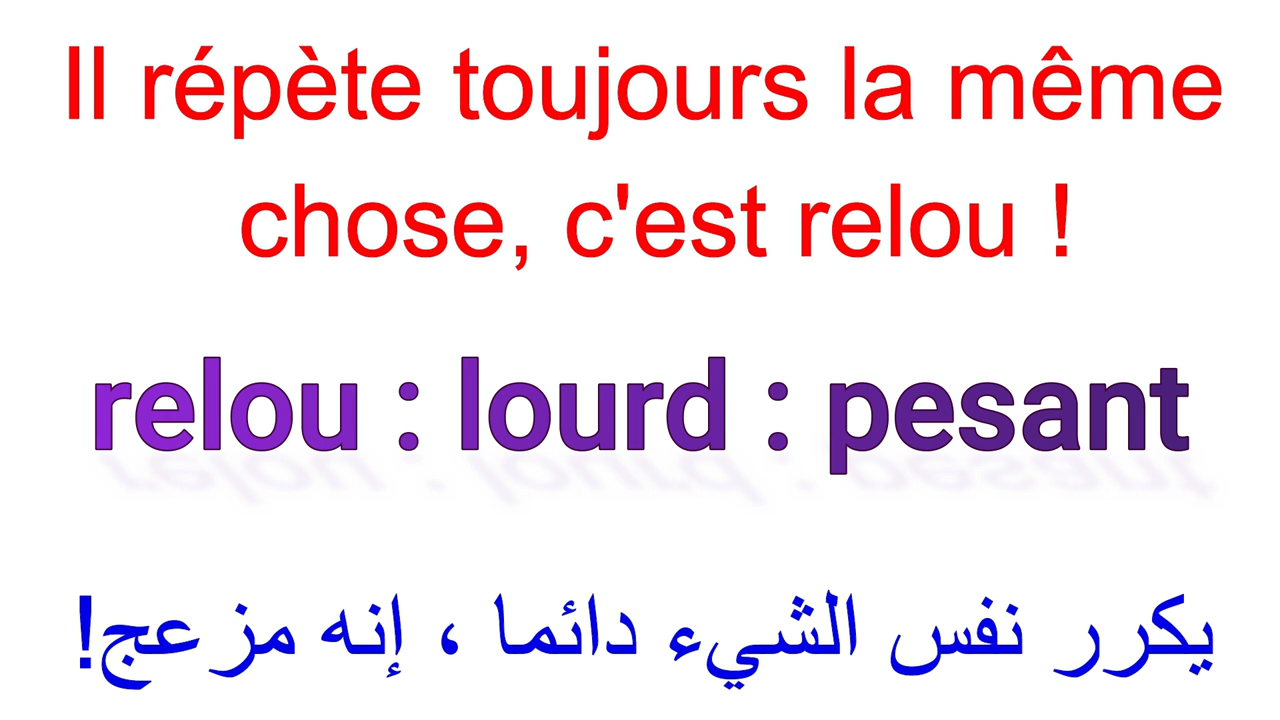 Il répète toujours la même
chose, c'est relou !
relou : lourd : pesant
يكرر نفس الشيء دائما ، إنه مزعج!